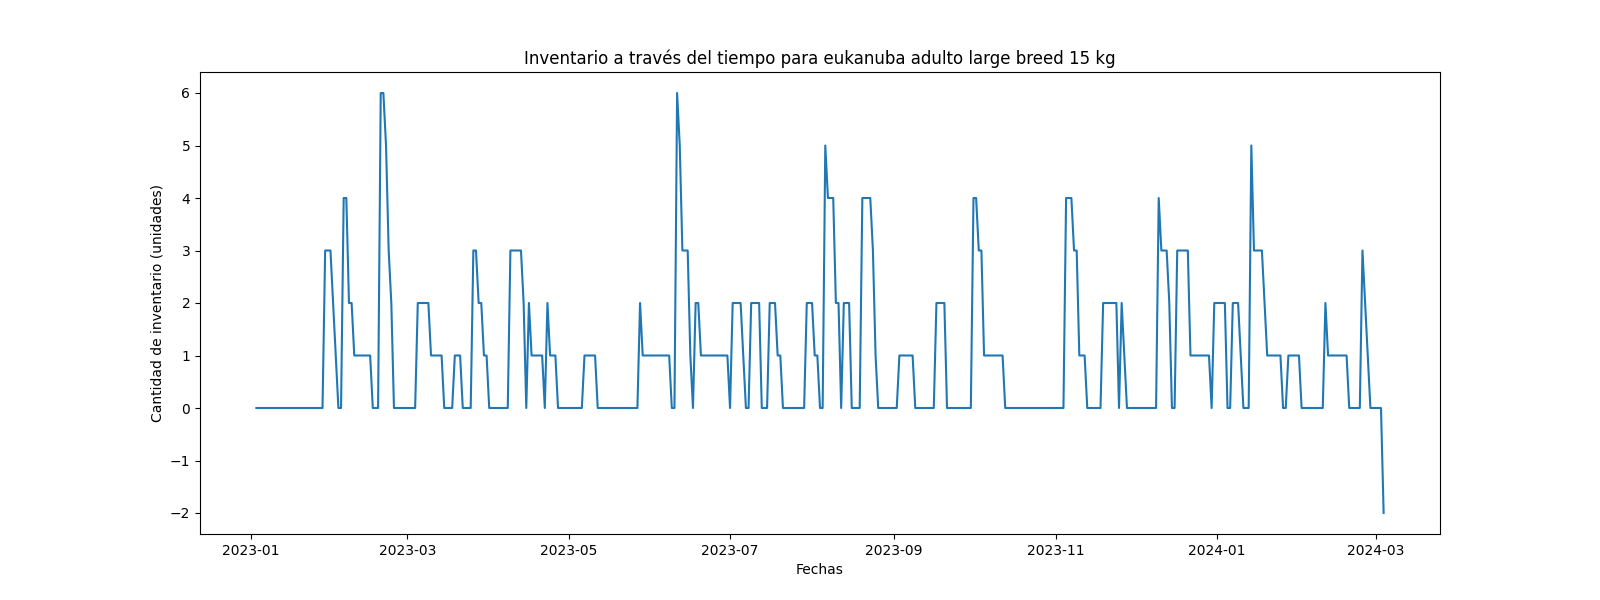 Inventario a través del tiempo para eukanuba adulto large breed 15 kg
Cantidad de inventario (unidades)
6
5
4
3
2
1
0
−1
−2
2023-01 2023-03 2023-05 2023-07 2023-09 2023-11 2024-01 2024-03
Fechas